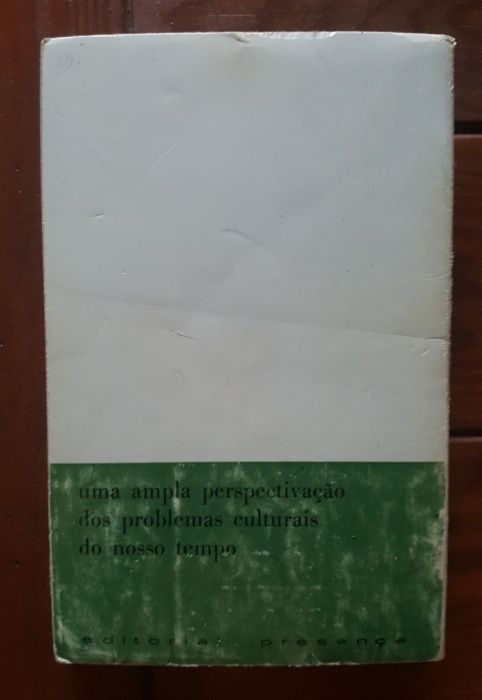 uma ampla perspectivação
dos problemas culturais
do nosso tempo
editorial presença